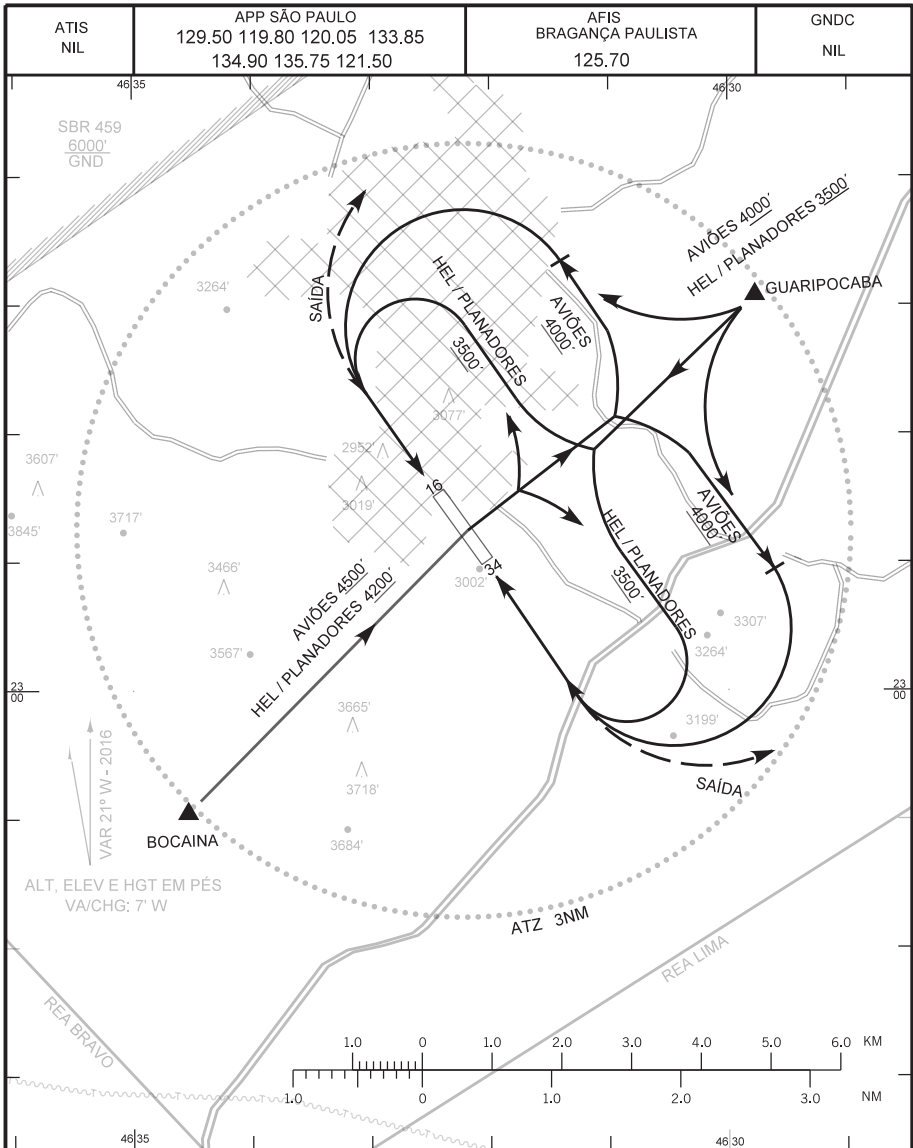 ATIS
NIL
APP SÃO PAULO
129.50 119.80 120.05 133.85
134.90 135.75 121.50
AFIS
BRAGANÇA PAULISTA
125.70
GNDC
NIL
46 35
46 30
SBR 459
6000'
GND
AVIÕES 4000'
HEL / PLANADORES 3500'
GUARIPOCABA
3264'
SAÍDA
HEL / PLANADORES
3500'
AVIÕES
4000'
3077'
2952'
3019'
3607'
3845'
3717'
16
34
3002'
AVIÕES
4000'
HEL / PLANADORES
3500'
3466'
3567'
AVIÕES 4500'
HEL / PLANADORES 4200'
3307'
3264'
23
00
23
00
3665'
3199'
3718'
SAÍDA
VAR 21° W - 2016
BOCAINA
3684'
ALT, ELEV E HGT EM PÉS
VA/CHG: 7' W
ATZ 3NM
REA LIMA
REA BRAVO
1.0 0 1.0 2.0 3.0 4.0 5.0 6.0 KM
1.0 0 1.0 2.0 3.0 NM
46 35
46 30